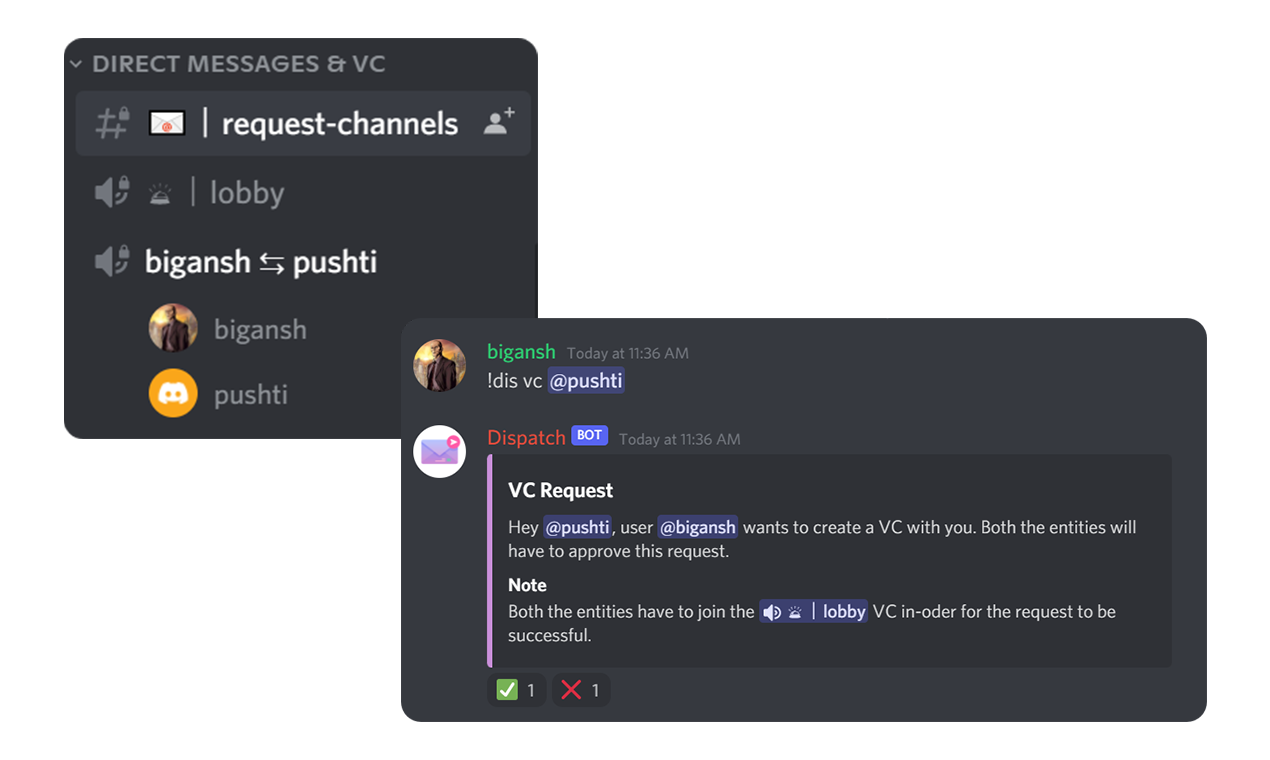 DIRECT MESSAGES & VC
| request-channels
| lobby
bigansh ⇆ pushti
bigansh
pushti
bigansh Today at 11:36 AM
!dis vc @pushti
Dispatch BOT Today at 11:36 AM
VC Request
Hey @pushti, user @bigansh wants to create a VC with you. Both the entities will
have to approve this request.
Note
Both the entities have to join the | lobby VC in-oder for the request to be
successful.
1 1